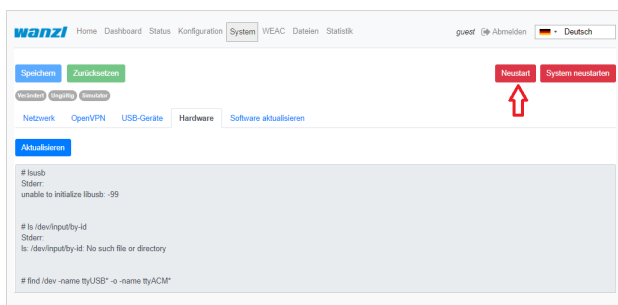 wanzl Home Dashboard Status Konfiguration System WEAC Dateien Statistik guest Abmelden Deutsch
Speichern Zurücksetzen Neustart System neustarten
Verändert Ungültig Simulator
Netzwerk OpenVPN USB-Geräte Hardware Software aktualisieren
Aktualisieren
# lsusb
Stderr:
unable to initialize libusb: -99
# ls /dev/input/by-id
Stderr:
ls: /dev/input/by-id: No such file or directory
# find /dev -name ttyUSB* -o -name ttyACM*